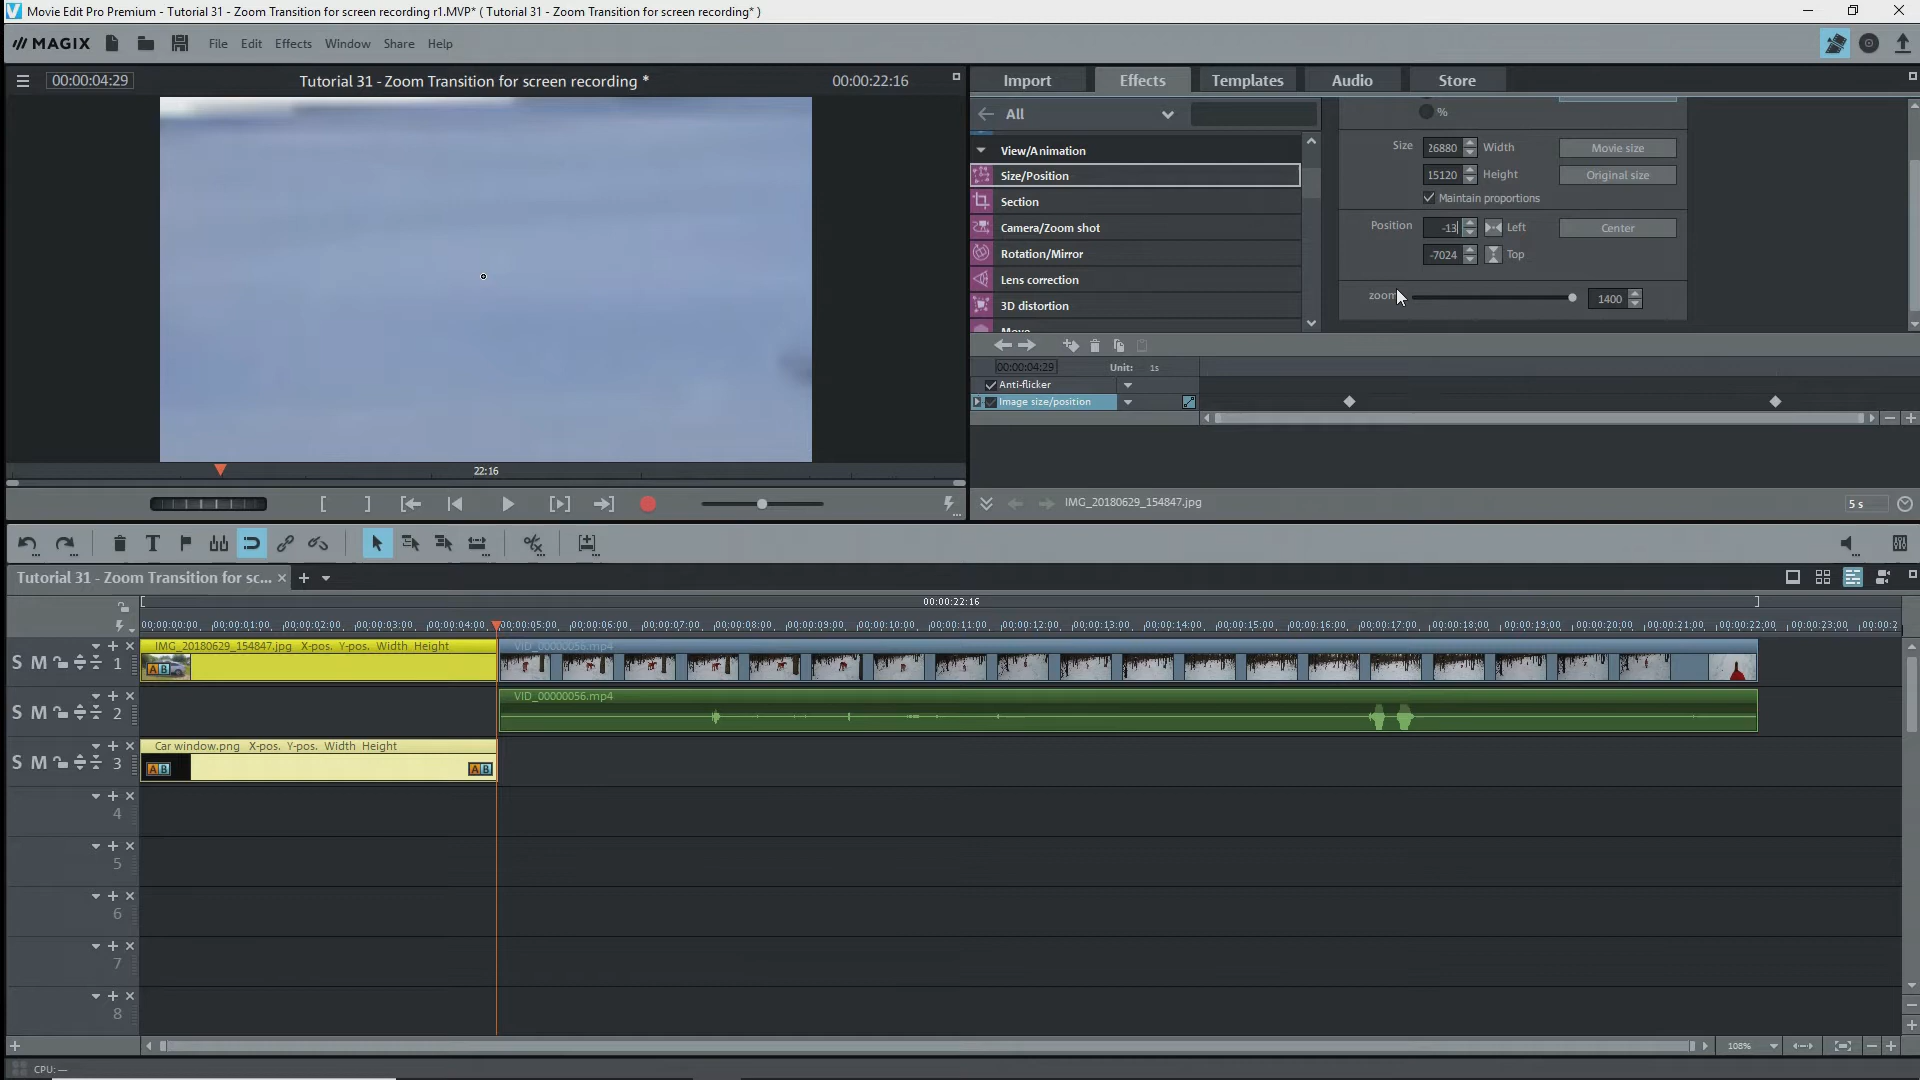 Movie Edit Pro Premium - Tutorial 31 - Zoom Transition for screen recording r1.MVP* ( Tutorial 31 - Zoom Transition for screen recording* )
MAGIX File Edit Effects Window Share Help
00:00:04:29 Tutorial 31 - Zoom Transition for screen recording * 00:00:22:16
Import Effects Templates Audio Store
All
%
View/Animation
Size/Position
Section
Camera/Zoom shot
Rotation/Mirror
Lens correction
3D distortion
Move
Size 26880 Width Movie size
15120 Height Original size
Maintain proportions
Position -13 Left Center
-7024 Top
zoom 1400
00:00:04:29 Unit: 1s
Anti-flicker
Image size/position
22:16
IMG_20180629_154847.jpg 5 s
Tutorial 31 - Zoom Transition for sc...
00:00:22:16
00:00:00:00 00:00:01:00 00:00:02:00 00:00:03:00 00:00:04:00 00:00:05:00 00:00:06:00 00:00:07:00 00:00:08:00 00:00:09:00 00:00:10:00 00:00:11:00 00:00:12:00 00:00:13:00 00:00:14:00 00:00:15:00 00:00:16:00 00:00:17:00 00:00:18:00 00:00:19:00 00:00:20:00 00:00:21:00 00:00:22:00 00:00:23:00 00:00:2
IMG_20180629_154847.jpg X-pos. Y-pos. Width Height VID_00000056.mp4
S M 1 AB
VID_00000056.mp4
S M 2
Car window.png X-pos. Y-pos. Width Height
S M 3 AB AB
4
5
6
7
8
108%
CPU: —